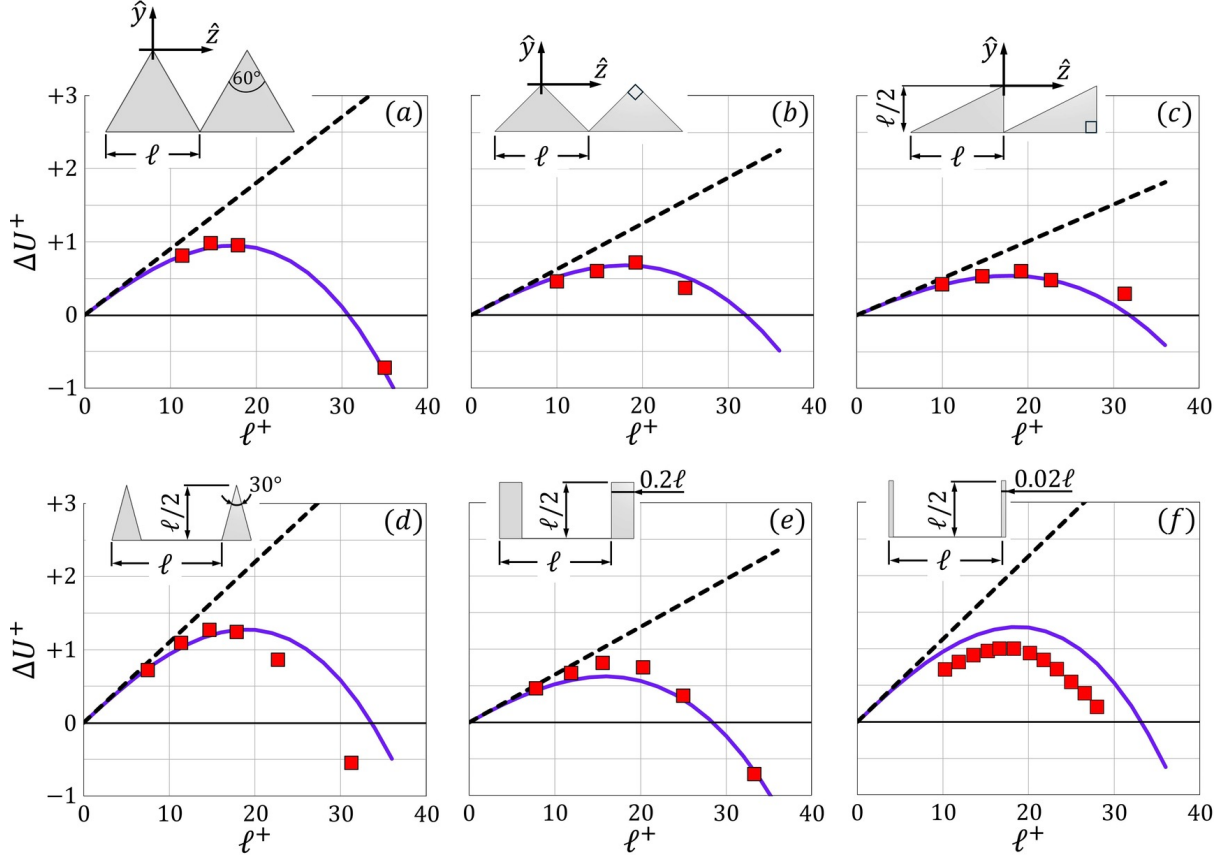 ŷ
ẑ
60°
ℓ
(a)
+3
+2
+1
0
−1
ΔU⁺
0 10 20 30 40
ℓ⁺
ŷ
ẑ
ℓ
(b)
0 10 20 30 40
ℓ⁺
ŷ
ẑ
ℓ/2
ℓ
(c)
0 10 20 30 40
ℓ⁺
30°
ℓ/2
ℓ
(d)
+3
+2
+1
0
−1
ΔU⁺
0 10 20 30 40
ℓ⁺
0.2ℓ
ℓ/2
ℓ
(e)
0 10 20 30 40
ℓ⁺
0.02ℓ
ℓ/2
ℓ
(f)
0 10 20 30 40
ℓ⁺